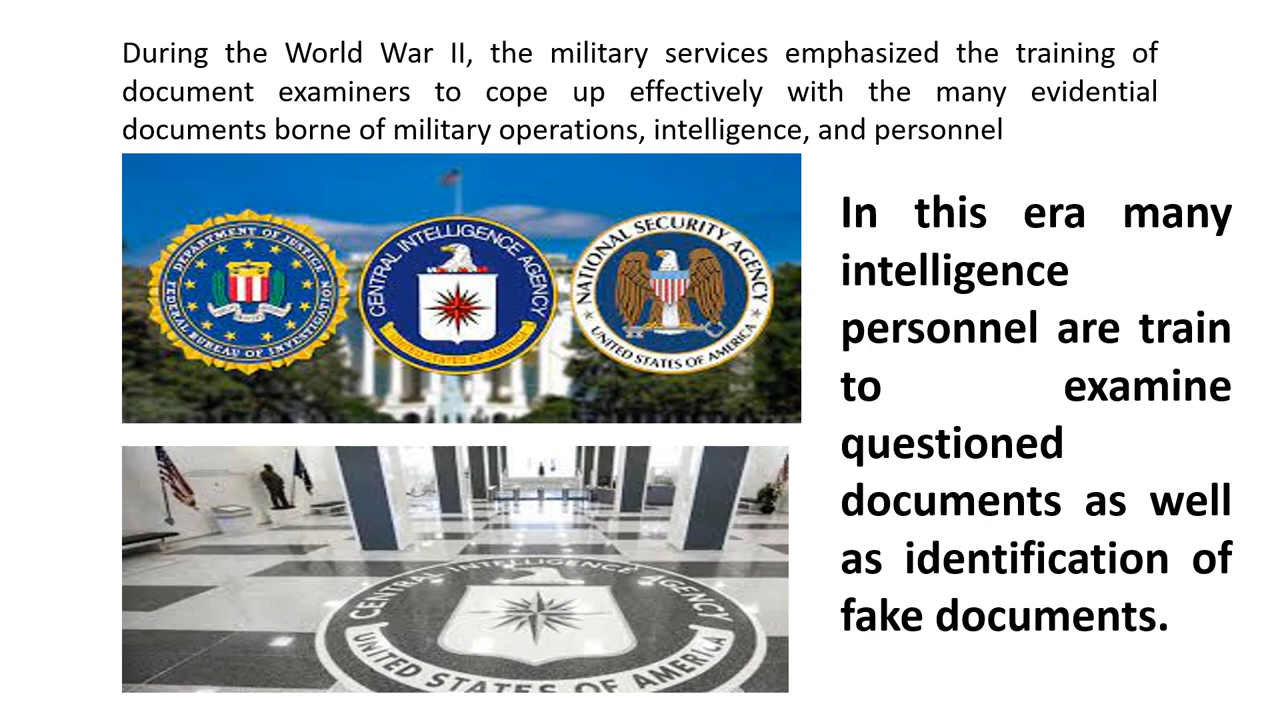 During the World War II, the military services emphasized the training of
document examiners to cope up effectively with the many evidential
documents borne of military operations, intelligence, and personnel
DEPARTMENT OF JUSTICE
FEDERAL BUREAU OF INVESTIGATION
CENTRAL INTELLIGENCE AGENCY
UNITED STATES OF AMERICA
NATIONAL SECURITY AGENCY
UNITED STATES OF AMERICA
In this era many
intelligence
personnel are train
to examine
questioned
documents as well
as identification of
fake documents.
CENTRAL INTELLIGENCE AGENCY
UNITED STATES OF AMERICA